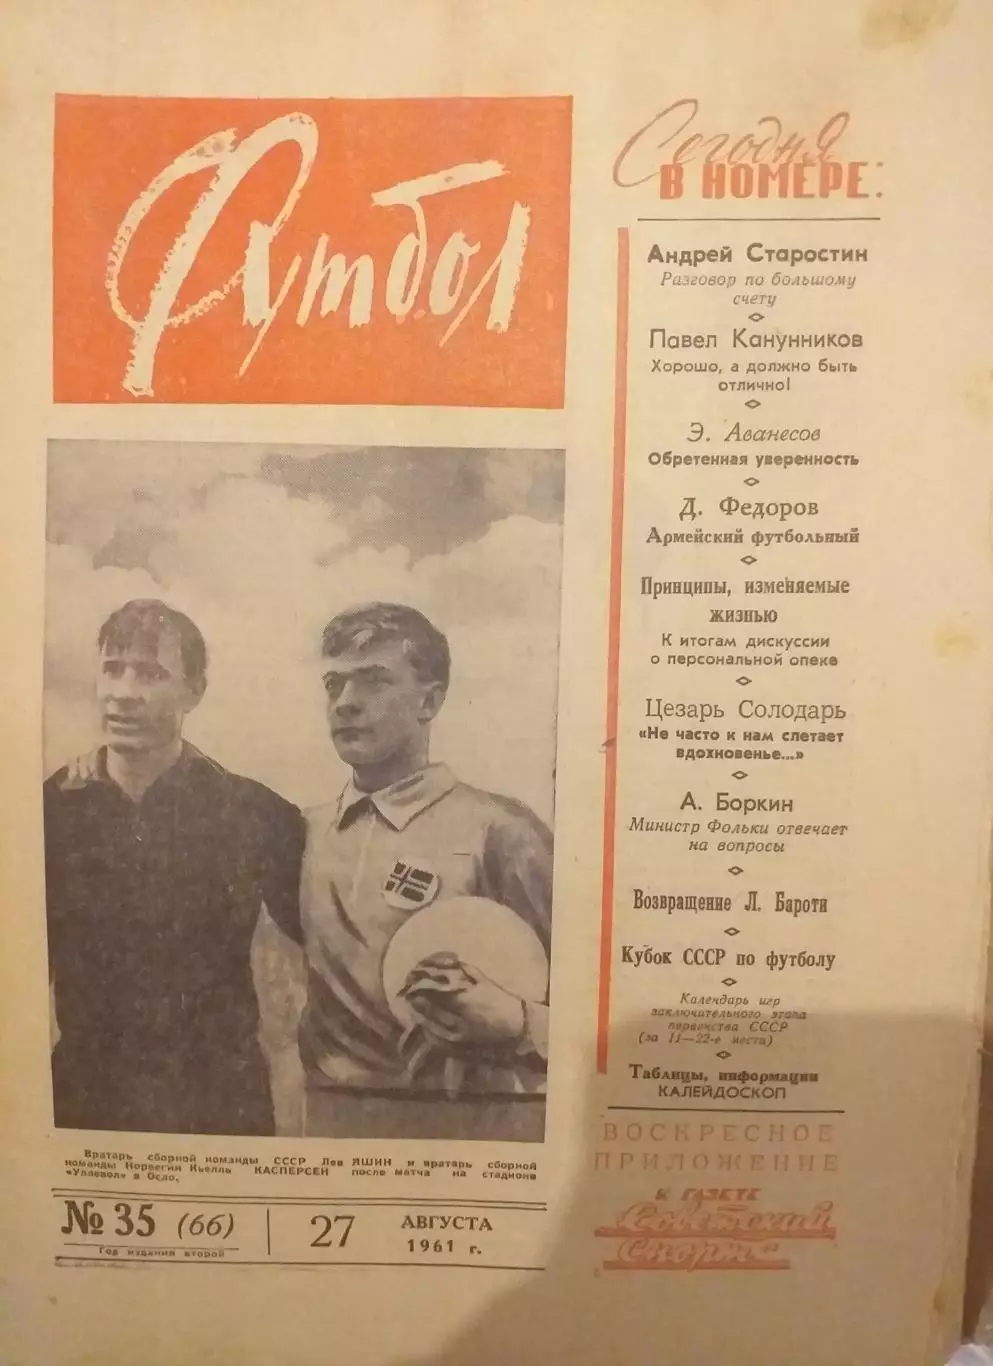 Футбол
Сегодня
В НОМЕРЕ:
Андрей Старостин
Разговор по большому
счету
Павел Канунников
Хорошо, а должно быть
отлично!
Э. Аванесов
Обретенная уверенность
Д. Федоров
Армейский футбольный
Принципы, изменяемые
жизнью
К итогам дискуссии
о персональной опеке
Цезарь Солодарь
«Не часто к нам слетает
вдохновенье...»
А. Боркин
Министр Фольки отвечает
на вопросы
Возвращение Л. Бароти
Кубок СССР по футболу
Календарь игр
заключительного этапа
первенства СССР
(за 11—22-е места)
Таблицы, информации
КАЛЕЙДОСКОП
ВОСКРЕСНОЕ
ПРИЛОЖЕНИЕ
К ГАЗЕТЕ
„Советский
Спорт“
Вратарь сборной команды СССР Лев ЯШИН и вратарь сборной
команды Норвегии Кьелль КАСПЕРСЕН после матча на стадионе
«Уллевол» в Осло.
№ 35 (66)
Год издания второй
27
АВГУСТА
1961 г.